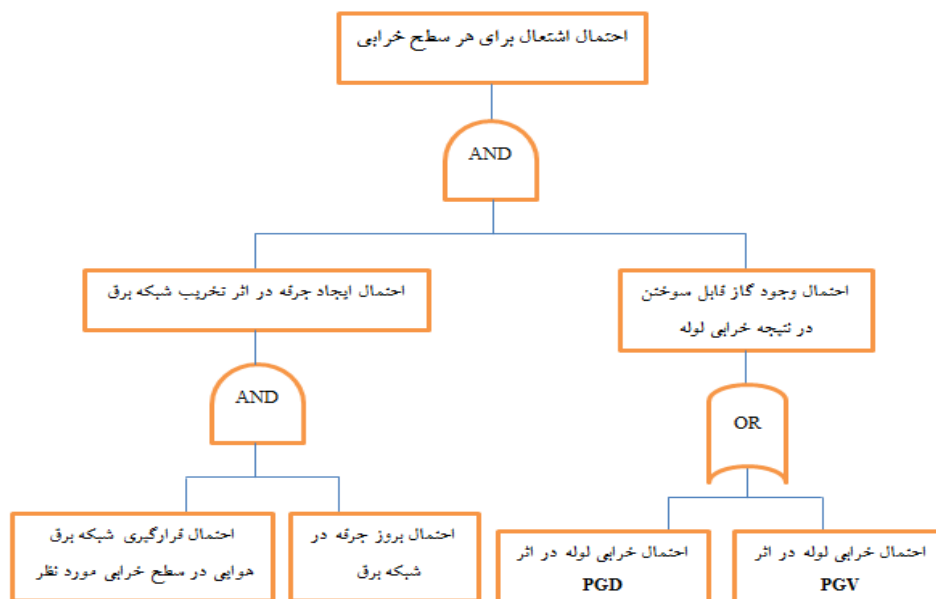 احتمال اشتعال برای هر سطح خرابی
AND
احتمال وجود گاز قابل سوختن
در نتیجه خرابی لوله
احتمال ایجاد جرقه در اثر تخریب شبکه برق
OR
AND
احتمال خرابی لوله در اثر
PGV
احتمال خرابی لوله در اثر
PGD
احتمال بروز جرقه در
شبکه برق
احتمال قرارگیری شبکه برق
هوایی در سطح خرابی مورد نظر